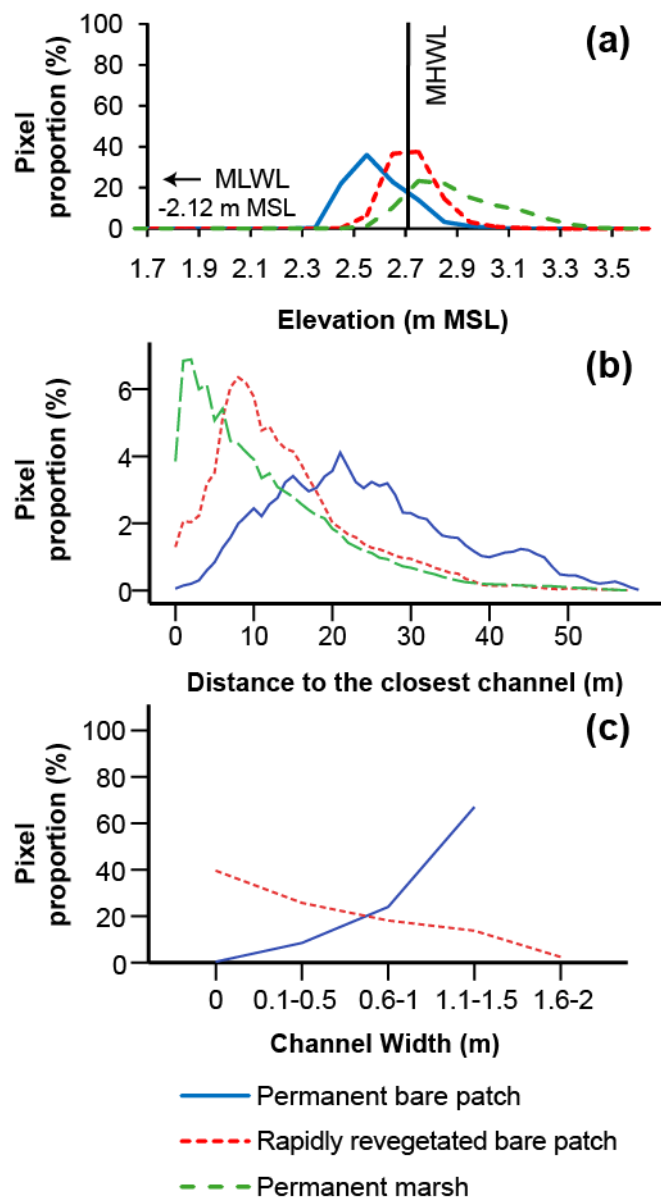 (a)
Pixel
proportion (%)
100
80
60
40
20
0
MHWL
MLWL
-2.12 m MSL
1.7 1.9 2.1 2.3 2.5 2.7 2.9 3.1 3.3 3.5
Elevation (m MSL)
(b)
Pixel
proportion (%)
6
4
2
0
0 10 20 30 40 50
Distance to the closest channel (m)
(c)
Pixel
proportion (%)
100
80
60
40
20
0
0 0.1-0.5 0.6-1 1.1-1.5 1.6-2
Channel Width (m)
Permanent bare patch
Rapidly revegetated bare patch
Permanent marsh